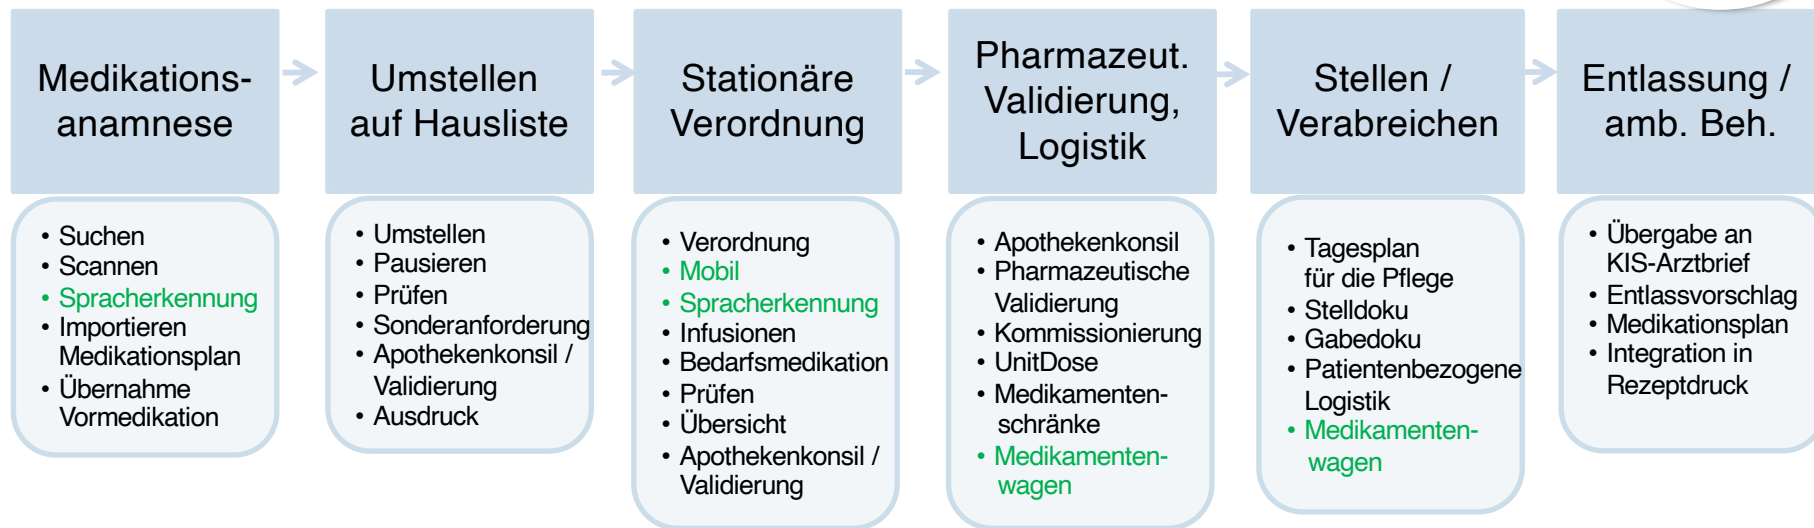 Medikations-
anamnese
Umstellen
auf Hausliste
Stationäre
Verordnung
Pharmazeut.
Validierung,
Logistik
Stellen /
Verabreichen
Entlassung /
amb. Beh.
• Suchen
• Scannen
• Spracherkennung
• Importieren
Medikationsplan
• Übernahme
Vormedikation
• Umstellen
• Pausieren
• Prüfen
• Sonderanforderung
• Apothekenkonsil /
Validierung
• Ausdruck
• Verordnung
• Mobil
• Spracherkennung
• Infusionen
• Bedarfsmedikation
• Prüfen
• Übersicht
• Apothekenkonsil /
Validierung
• Apothekenkonsil
• Pharmazeutische
Validierung
• Kommissionierung
• UnitDose
• Medikamenten-
schränke
• Medikamenten-
wagen
• Tagesplan
für die Pflege
• Stelldoku
• Gabedoku
• Patientenbezogene
Logistik
• Medikamenten-
wagen
• Übergabe an
KIS-Arztbrief
• Entlassvorschlag
• Medikationsplan
• Integration in
Rezeptdruck